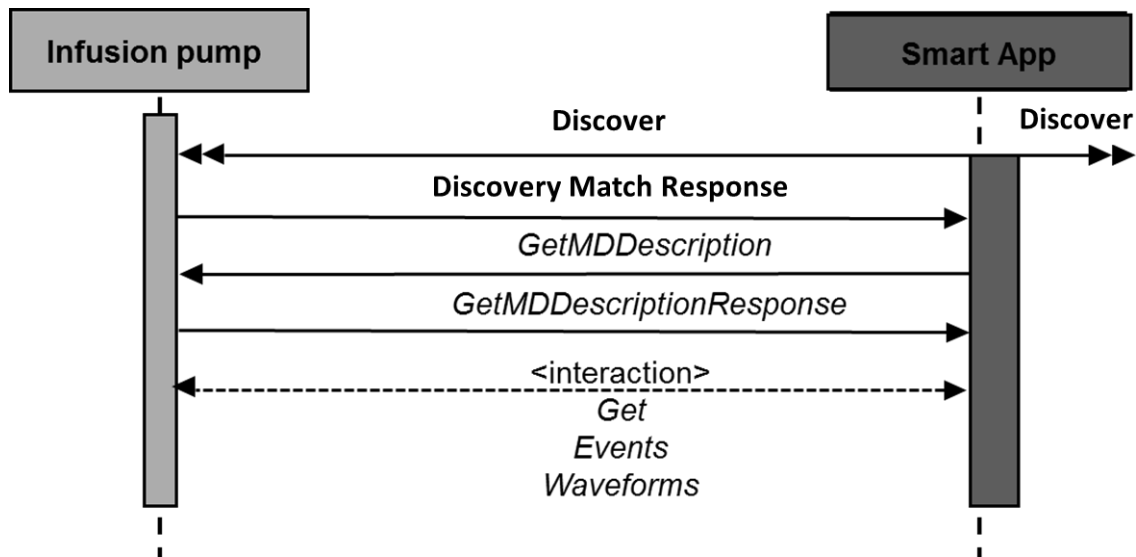 Infusion pump
Smart App
Discover
Discover
Discovery Match Response
GetMDDescription
GetMDDescriptionResponse
<interaction>
Get
Events
Waveforms